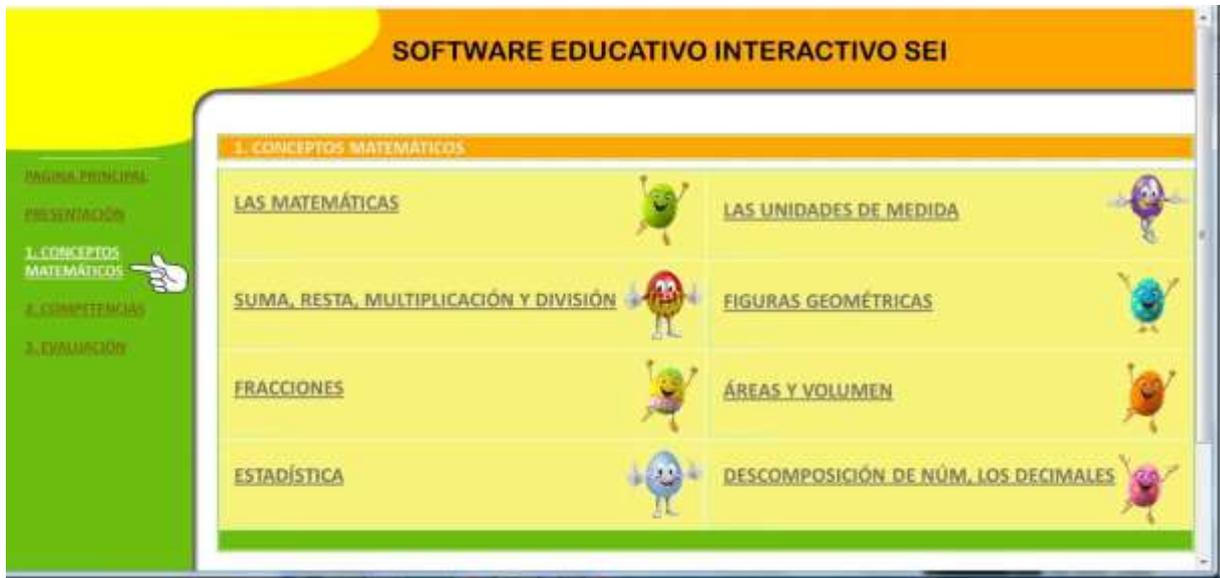 SOFTWARE EDUCATIVO INTERACTIVO SEI
PAGINA PRINCIPAL
PRESENTACIÓN
1. CONCEPTOS
MATEMÁTICOS
2. COMPETENCIAS
3. EVALUACIÓN
1. CONCEPTOS MATEMÁTICOS
LAS MATEMÁTICAS
LAS UNIDADES DE MEDIDA
SUMA, RESTA, MULTIPLICACIÓN Y DIVISIÓN
FIGURAS GEOMÉTRICAS
FRACCIONES
ÁREAS Y VOLUMEN
ESTADÍSTICA
DESCOMPOSICIÓN DE NÚM, LOS DECIMALES